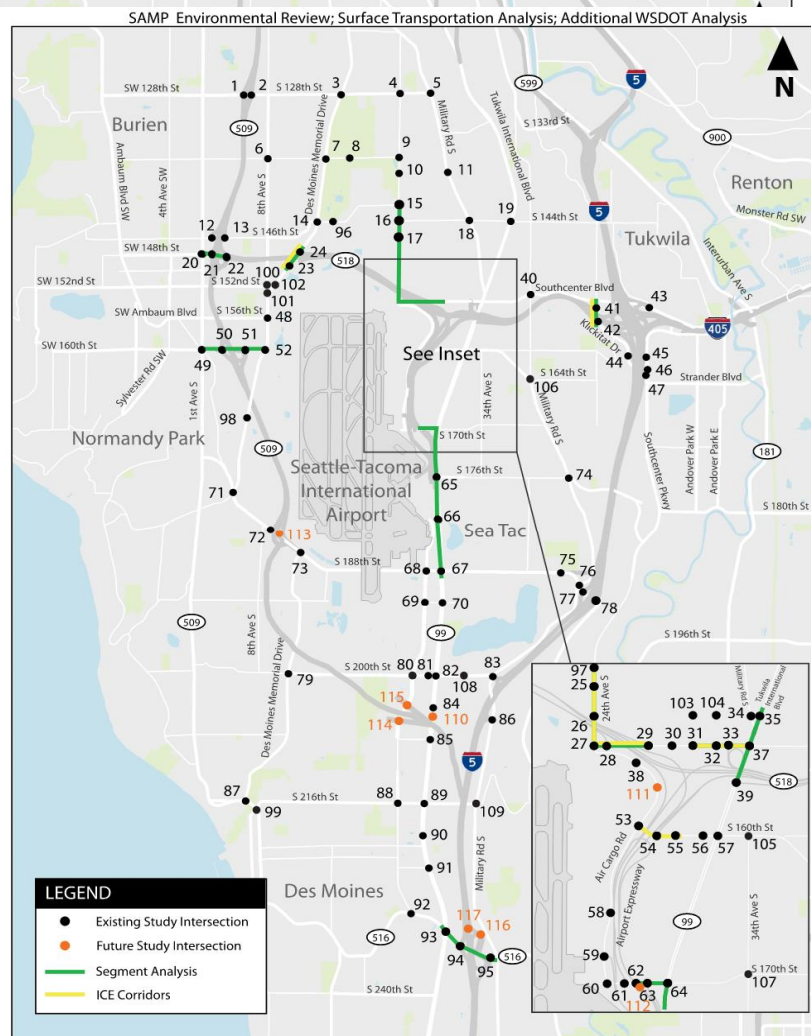 SAMP Environmental Review; Surface Transportation Analysis; Additional WSDOT Analysis
N
599
5
SW 128th St
1
2
S 128th St
3
4
5
Des Moines Memorial Drive
Military Rd S
Tukwila International Blvd
S 133rd St
900
Burien
509
Ambaum Blvd SW
4th Ave SW
6
8th Ave S
7
8
9
10
11
Renton
Monster Rd SW
15
5
12
13
S 146th St
14
96
16
17
18
19
S 144th St
Tukwila
Interurban Ave S
SW 148th St
20
21
22
24
23
518
SW 152nd St
100
S 152nd St
102
101
40
Southcenter Blvd
41
43
405
SW Ambaum Blvd
S 156th St
48
42
Klickitat Dr
See Inset
SW 160th St
50
51
52
49
44
45
46
47
Strander Blvd
Sylvester Rd SW
1st Ave S
34th Ave S
S 164th St
106
Military Rd S
98
Normandy Park
509
S 170th St
Southcenter Pkwy
Andover Park W
Andover Park E
181
Seattle-Tacoma
International
Airport
S 176th St
65
74
71
66
Sea Tac
S 180th St
72
113
73
S 188th St
68
67
75
76
77
78
69
70
509
8th Ave S
99
S 196th St
79
Des Moines Memorial Drive
S 200th St
80
81
82
108
83
115
114
84
110
86
85
5
87
99
S 216th St
88
89
109
90
91
Military Rd S
Des Moines
92
516
93
94
95
117
116
516
S 240th St
97
25
24th Ave S
26
27
28
29
30
31
32
33
103
104
34
35
Military Rd S
Tukwila
International
Blvd
37
38
518
39
111
53
54
55
56
57
S 160th St
105
Air Cargo Rd
Airport Expressway
58
99
34th Ave S
59
60
61
62
63
64
112
S 170th St
107
LEGEND
Existing Study Intersection
Future Study Intersection
Segment Analysis
ICE Corridors